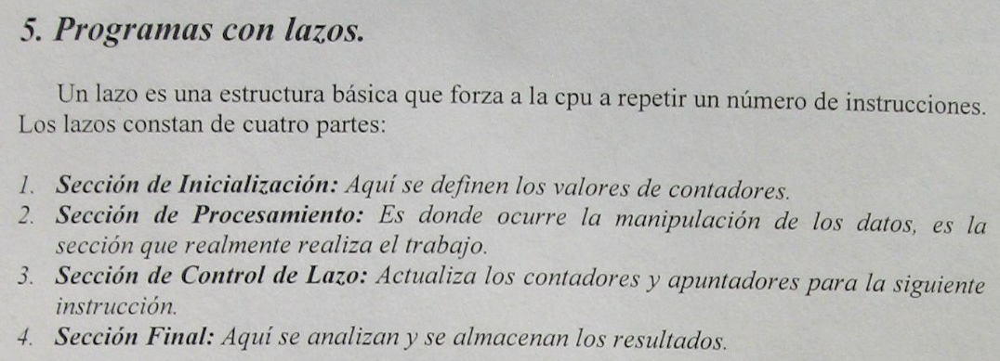 5. Programas con lazos.
Un lazo es una estructura básica que forza a la cpu a repetir un número de instrucciones.
Los lazos constan de cuatro partes:
1. Sección de Inicialización: Aquí se definen los valores de contadores.
2. Sección de Procesamiento: Es donde ocurre la manipulación de los datos, es la
sección que realmente realiza el trabajo.
3. Sección de Control de Lazo: Actualiza los contadores y apuntadores para la siguiente
instrucción.
4. Sección Final: Aquí se analizan y se almacenan los resultados.